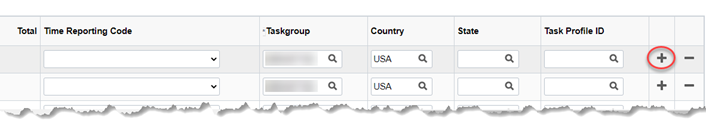 Total Time Reporting Code *Taskgroup Country State Task Profile ID
USA
USA